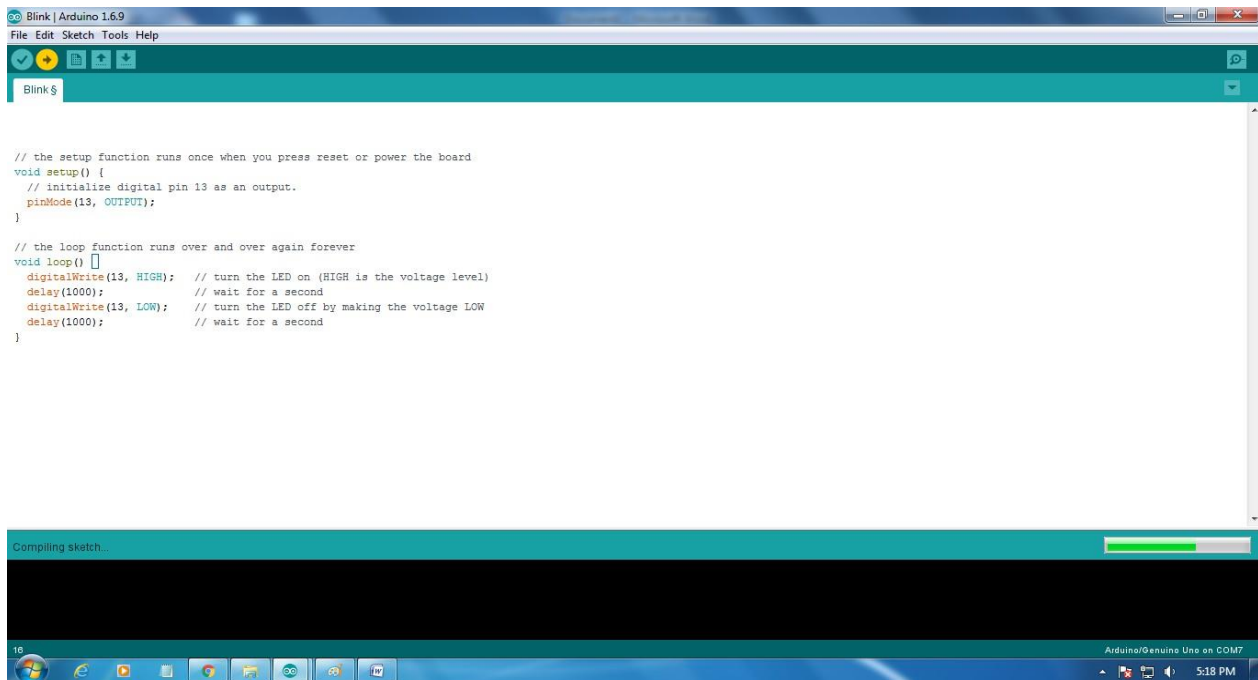 Blink | Arduino 1.6.9
File Edit Sketch Tools Help
Blink §
// the setup function runs once when you press reset or power the board
void setup() {
  // initialize digital pin 13 as an output.
  pinMode(13, OUTPUT);
}
// the loop function runs over and over again forever
void loop()
  digitalWrite(13, HIGH);   // turn the LED on (HIGH is the voltage level)
  delay(1000);              // wait for a second
  digitalWrite(13, LOW);    // turn the LED off by making the voltage LOW
  delay(1000);              // wait for a second
}
Compiling sketch...
16
Arduino/Genuino Uno on COM7
5:18 PM